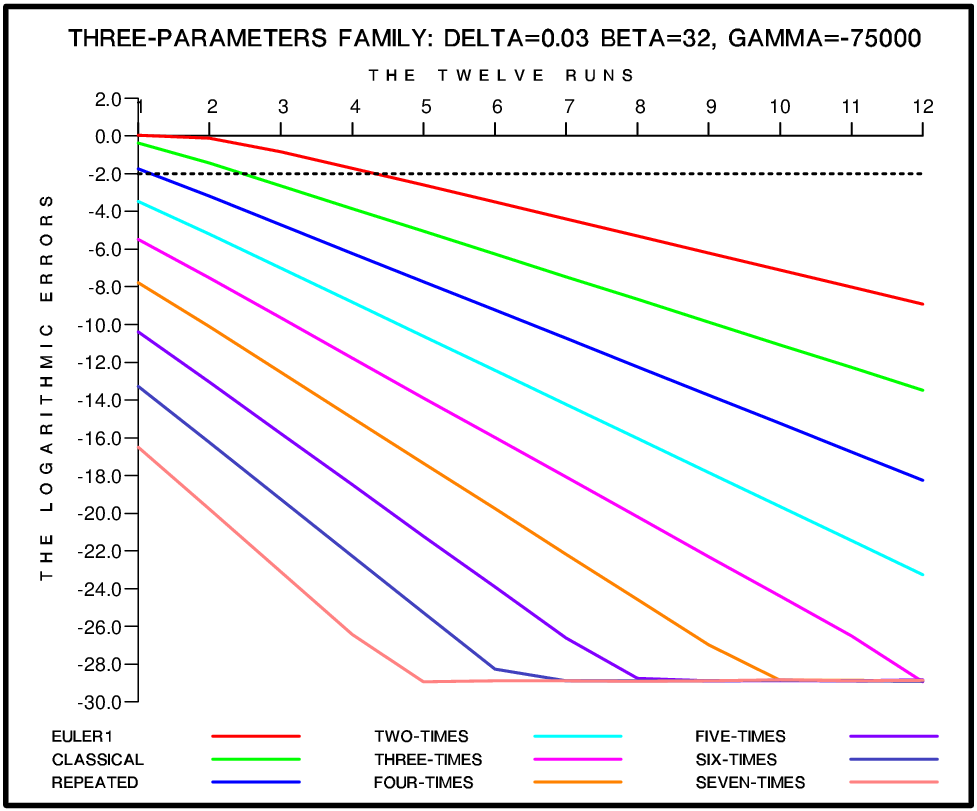 THREE-PARAMETERS FAMILY: DELTA=0.03 BETA=32, GAMMA=-75000
THE TWELVE RUNS
1 2 3 4 5 6 7 8 9 10 11 12
2.0
0.0
-2.0
-4.0
-6.0
-8.0
-10.0
-12.0
-14.0
-16.0
-18.0
-20.0
-22.0
-24.0
-26.0
-28.0
-30.0
THE LOGARITHMIC ERRORS
EULER1 TWO-TIMES FIVE-TIMES
CLASSICAL THREE-TIMES SIX-TIMES
REPEATED FOUR-TIMES SEVEN-TIMES